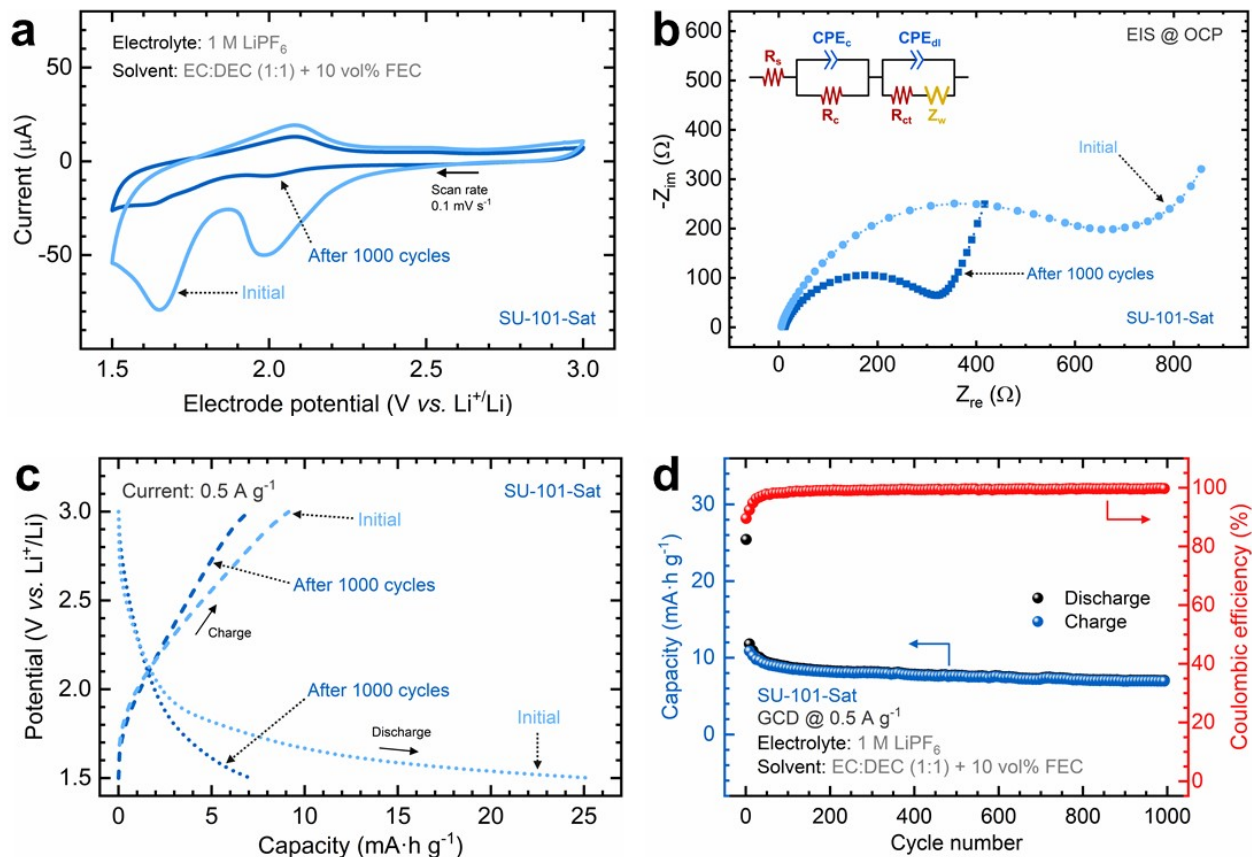 a
Electrolyte: 1 M LiPF6
Solvent: EC:DEC (1:1) + 10 vol% FEC
50
0
-50
Current (μA)
Scan rate
0.1 mV s-1
After 1000 cycles
Initial
SU-101-Sat
1.5
2.0
2.5
3.0
Electrode potential (V vs. Li+/Li)
b
EIS @ OCP
CPEc
CPEdl
Rs
Rc
Rct
Zw
600
500
400
300
200
100
0
-Zim (Ω)
Initial
After 1000 cycles
SU-101-Sat
0
200
400
600
800
Zre (Ω)
c
Current: 0.5 A g-1
SU-101-Sat
3.0
2.5
2.0
1.5
Potential (V vs. Li+/Li)
Initial
After 1000 cycles
Charge
After 1000 cycles
Initial
Discharge
0
5
10
15
20
25
Capacity (mA·h g-1)
d
30
20
10
0
Capacity (mA·h g-1)
100
80
60
40
20
0
Coulombic efficiency (%)
Discharge
Charge
SU-101-Sat
GCD @ 0.5 A g-1
Electrolyte: 1 M LiPF6
Solvent: EC:DEC (1:1) + 10 vol% FEC
0
200
400
600
800
1000
Cycle number